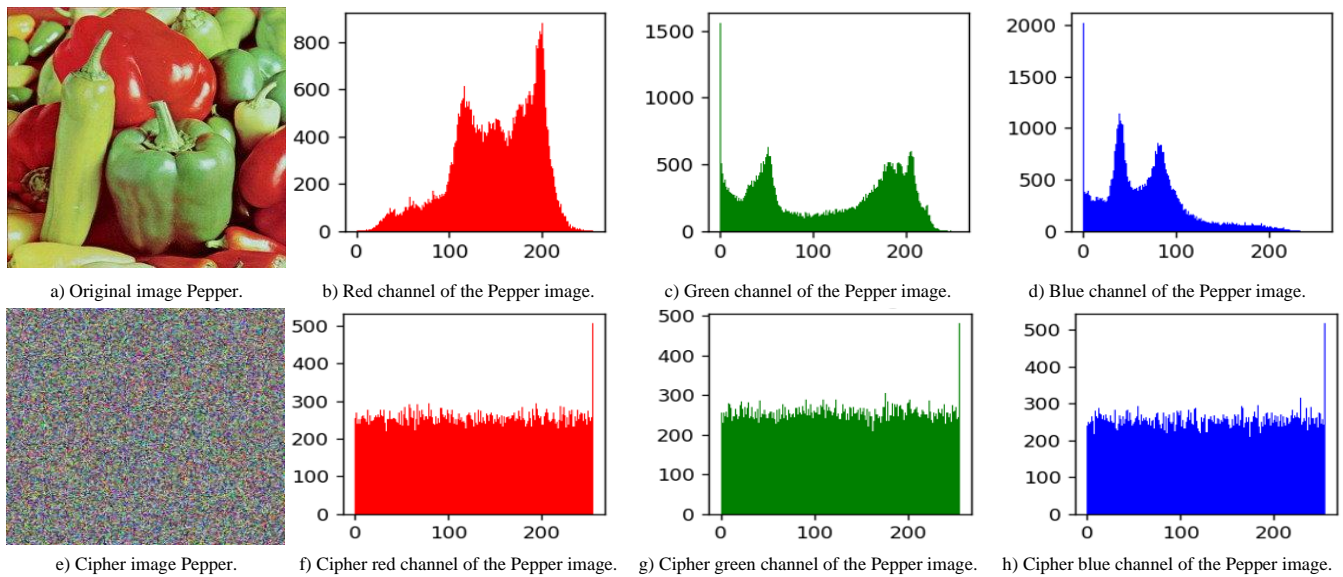 800
600
400
200
0
0 100 200
1500
1000
500
0
0 100 200
2000
1500
1000
500
0
0 100 200
a) Original image Pepper.
b) Red channel of the Pepper image.
c) Green channel of the Pepper image.
d) Blue channel of the Pepper image.
500
400
300
200
100
0
0 100 200
500
400
300
200
100
0
0 100 200
500
400
300
200
100
0
0 100 200
e) Cipher image Pepper.
f) Cipher red channel of the Pepper image.
g) Cipher green channel of the Pepper image.
h) Cipher blue channel of the Pepper image.